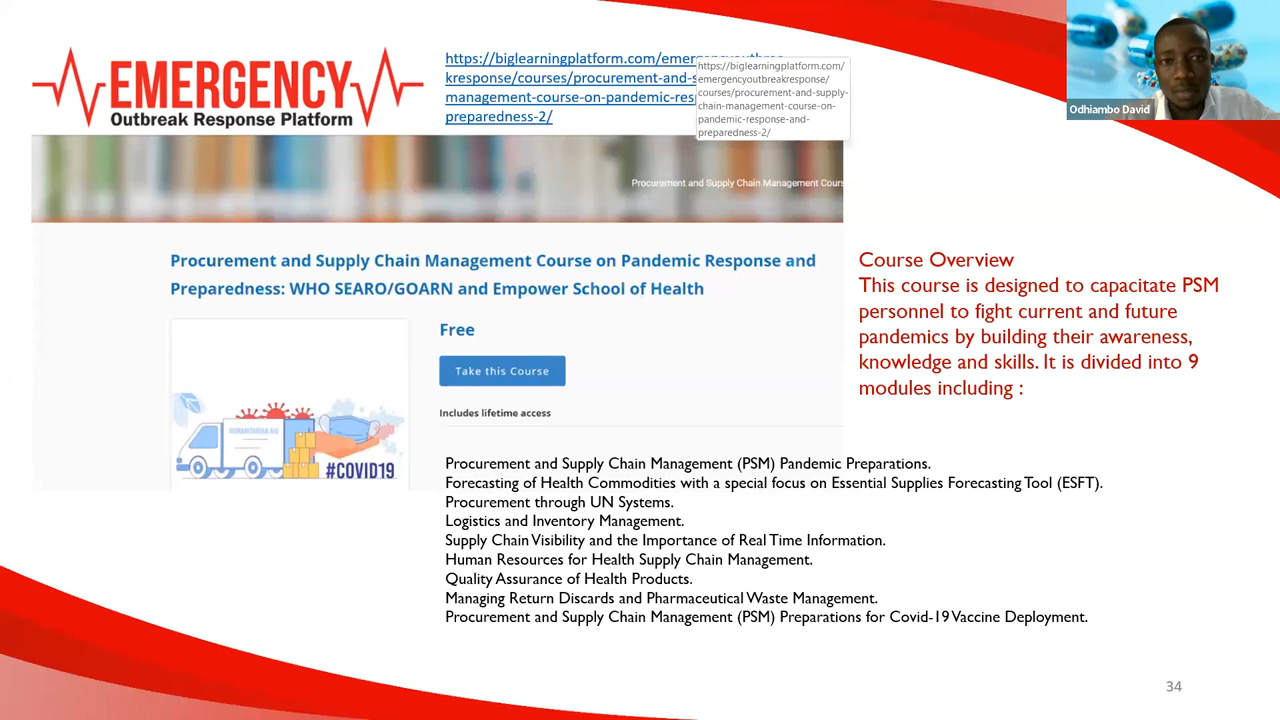 EMERGENCY
Outbreak Response Platform
https://biglearningplatform.com/emergencyoutbrea
kresponse/courses/procurement-and-s
management-course-on-pandemic-res
preparedness-2/
https://biglearningplatform.com/
emergencyoutbreakresponse/
courses/procurement-and-supply-
chain-management-course-on-
pandemic-response-and-
preparedness-2/
Odhiambo David
Procurement and Supply Chain Management Cours
Procurement and Supply Chain Management Course on Pandemic Response and
Preparedness: WHO SEARO/GOARN and Empower School of Health
Free
Take this Course
Includes lifetime access
HUMANITARIAN AID
#COVID19
Course Overview
This course is designed to capacitate PSM
personnel to fight current and future
pandemics by building their awareness,
knowledge and skills. It is divided into 9
modules including :
Procurement and Supply Chain Management (PSM) Pandemic Preparations.
Forecasting of Health Commodities with a special focus on Essential Supplies Forecasting Tool (ESFT).
Procurement through UN Systems.
Logistics and Inventory Management.
Supply Chain Visibility and the Importance of Real Time Information.
Human Resources for Health Supply Chain Management.
Quality Assurance of Health Products.
Managing Return Discards and Pharmaceutical Waste Management.
Procurement and Supply Chain Management (PSM) Preparations for Covid-19 Vaccine Deployment.
34